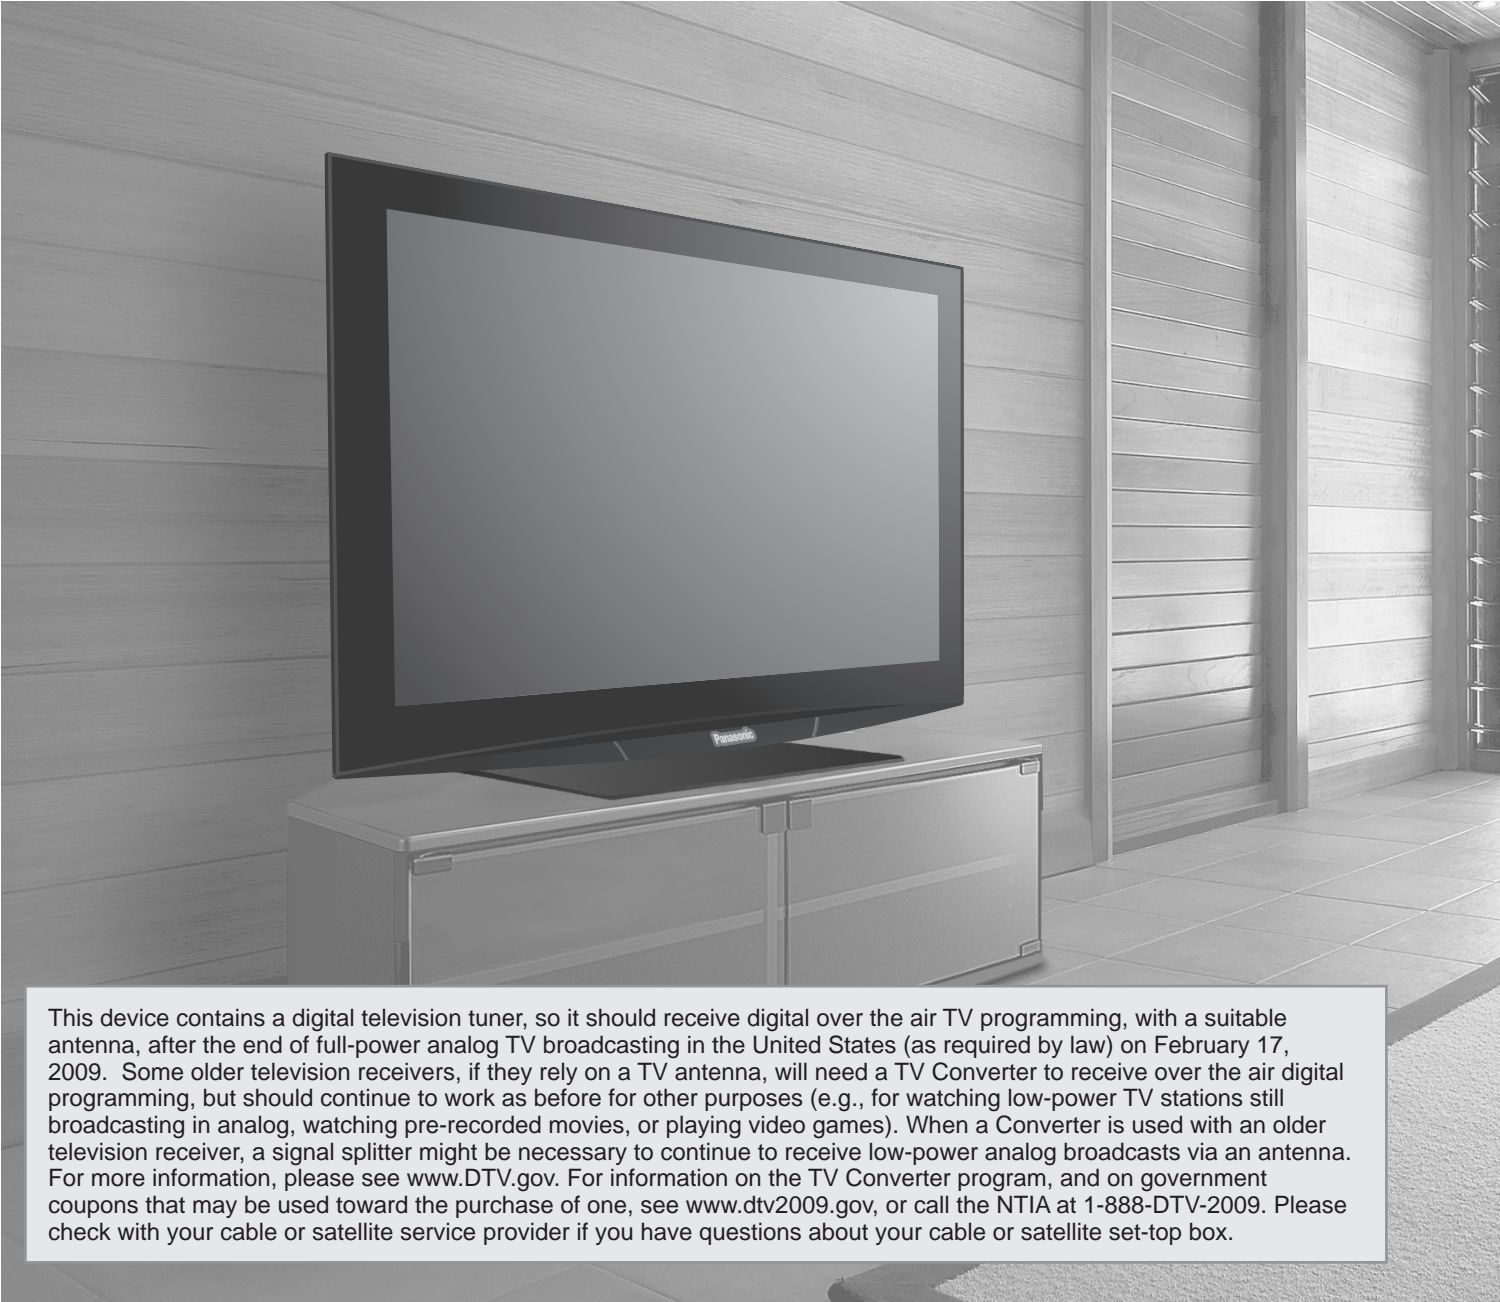 Panasonic
This device contains a digital television tuner, so it should receive digital over the air TV programming, with a suitable
antenna, after the end of full-power analog TV broadcasting in the United States (as required by law) on February 17,
2009.  Some older television receivers, if they rely on a TV antenna, will need a TV Converter to receive over the air digital
programming, but should continue to work as before for other purposes (e.g., for watching low-power TV stations still
broadcasting in analog, watching pre-recorded movies, or playing video games). When a Converter is used with an older
television receiver, a signal splitter might be necessary to continue to receive low-power analog broadcasts via an antenna.
For more information, please see www.DTV.gov. For information on the TV Converter program, and on government
coupons that may be used toward the purchase of one, see www.dtv2009.gov, or call the NTIA at 1-888-DTV-2009. Please
check with your cable or satellite service provider if you have questions about your cable or satellite set-top box.